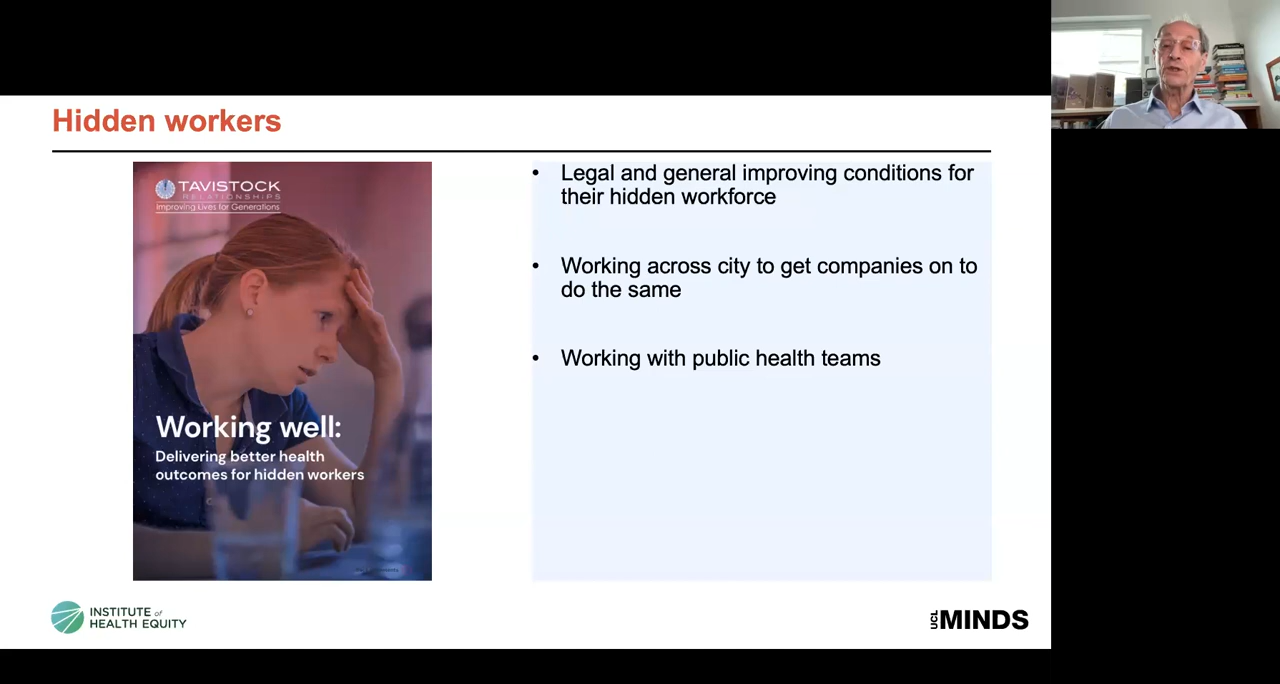 Hidden workers
TAVISTOCK
RELATIONSHIPS
Improving Lives for Generations
Working well:
Delivering better health
outcomes for hidden workers
• Legal and general improving conditions for
their hidden workforce
• Working across city to get companies on to
do the same
• Working with public health teams
INSTITUTE of
HEALTH EQUITY
UCL MINDS